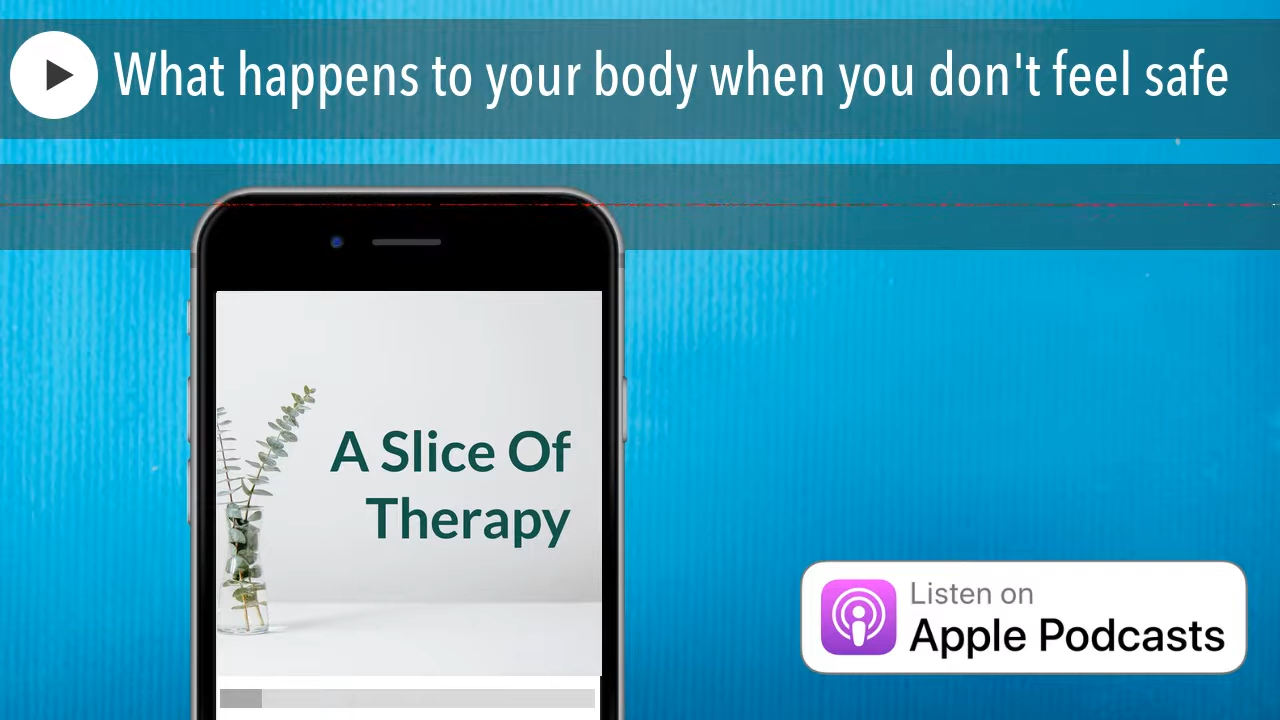 What happens to your body when you don't feel safe
A Slice Of
Therapy
Listen on
Apple Podcasts